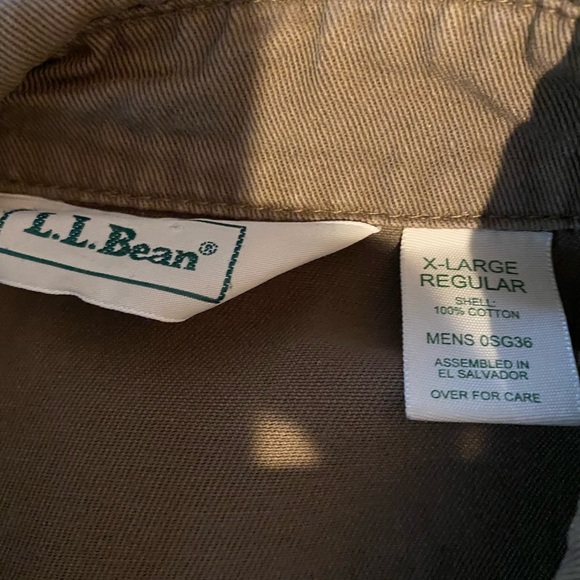 L.L.Bean®
X-LARGE
REGULAR
SHELL:
100% COTTON
MENS 0SG36
ASSEMBLED IN
EL SALVADOR
OVER FOR CARE